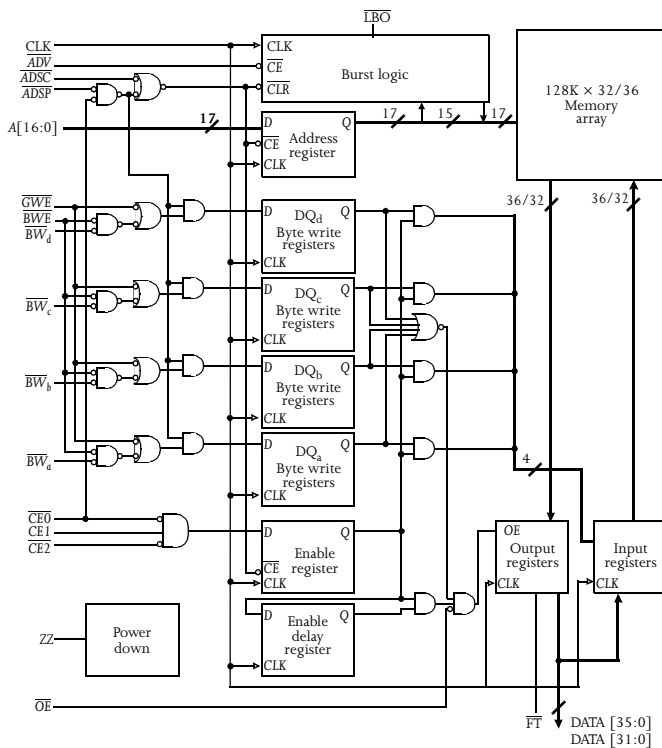 LBO
CLK
ADV
ADSC
ADSP
CLK
CE
CLR
Burst logic
A[16:0]
17
D
Q
CE
CLK
Address
register
17
15
17
128K × 32/36
Memory
array
GWE
BWE
BWd
D
DQd
Q
Byte write
registers
CLK
36/32
36/32
BWc
D
DQc
Q
Byte write
registers
CLK
BWb
D
DQb
Q
Byte write
registers
CLK
BWa
D
DQa
Q
Byte write
registers
CLK
4
CE0
CE1
CE2
D
Q
Enable
register
CE
CLK
OE
Output
registers
CLK
Input
registers
CLK
ZZ
Power
down
D
Q
Enable
delay
register
CLK
OE
FT
DATA [35:0]
DATA [31:0]